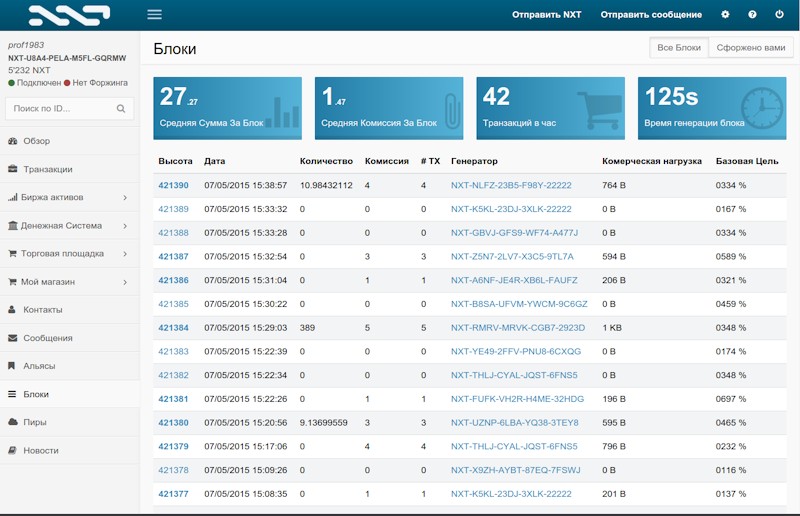 Отправить NXT Отправить сообщение
prof1983
NXT-U8A4-PELA-M5FL-GQRMW
5'232 NXT
Подключен Нет Форжинга
Поиск по ID...
Обзор
Транзакции
Биржа активов
Денежная Система
Торговая площадка
Мой магазин
Контакты
Сообщения
Альясы
Блоки
Пиры
Новости
Блоки
Все Блоки Сфоржено вами
27.27
Средняя Сумма За Блок
1.47
Средняя Комиссия За Блок
42
Транзакций в час
125s
Время генерации блока
Высота Дата Количество Комиссия # TX Генератор Комерческая нагрузка Базовая Цель
421390 07/05/2015 15:38:57 10.98432112 4 4 NXT-NLFZ-23B5-F98Y-22222 764 B 0334 %
421389 07/05/2015 15:33:32 0 0 0 NXT-K5KL-23DJ-3XLK-22222 0 B 0167 %
421388 07/05/2015 15:33:28 0 0 0 NXT-GBVJ-GFS9-WF74-A477J 0 B 0334 %
421387 07/05/2015 15:32:54 0 3 3 NXT-Z5N7-2LV7-X3C5-9TL7A 594 B 0589 %
421386 07/05/2015 15:31:04 0 1 1 NXT-A6NF-JE4R-XB6L-FAUFZ 206 B 0321 %
421385 07/05/2015 15:30:22 0 0 0 NXT-B8SA-UFVM-YWCM-9C6GZ 0 B 0459 %
421384 07/05/2015 15:29:03 389 5 5 NXT-RMRV-MRVK-CGB7-2923D 1 KB 0348 %
421383 07/05/2015 15:22:39 0 0 0 NXT-YE49-2FFV-PNU8-6CXQG 0 B 0174 %
421382 07/05/2015 15:22:34 0 0 0 NXT-THLJ-CYAL-JQST-6FNS5 0 B 0348 %
421381 07/05/2015 15:22:26 0 1 1 NXT-FUFK-VH2R-H4ME-32HDG 196 B 0697 %
421380 07/05/2015 15:20:56 9.13699559 3 3 NXT-UZNP-6LBA-YQ38-3TEY8 595 B 0465 %
421379 07/05/2015 15:17:06 0 4 4 NXT-THLJ-CYAL-JQST-6FNS5 796 B 0232 %
421378 07/05/2015 15:09:26 0 0 0 NXT-X9ZH-AYBT-87EQ-7FSWJ 0 B 0116 %
421377 07/05/2015 15:08:35 0 1 1 NXT-K5KL-23DJ-3XLK-22222 201 B 0137 %